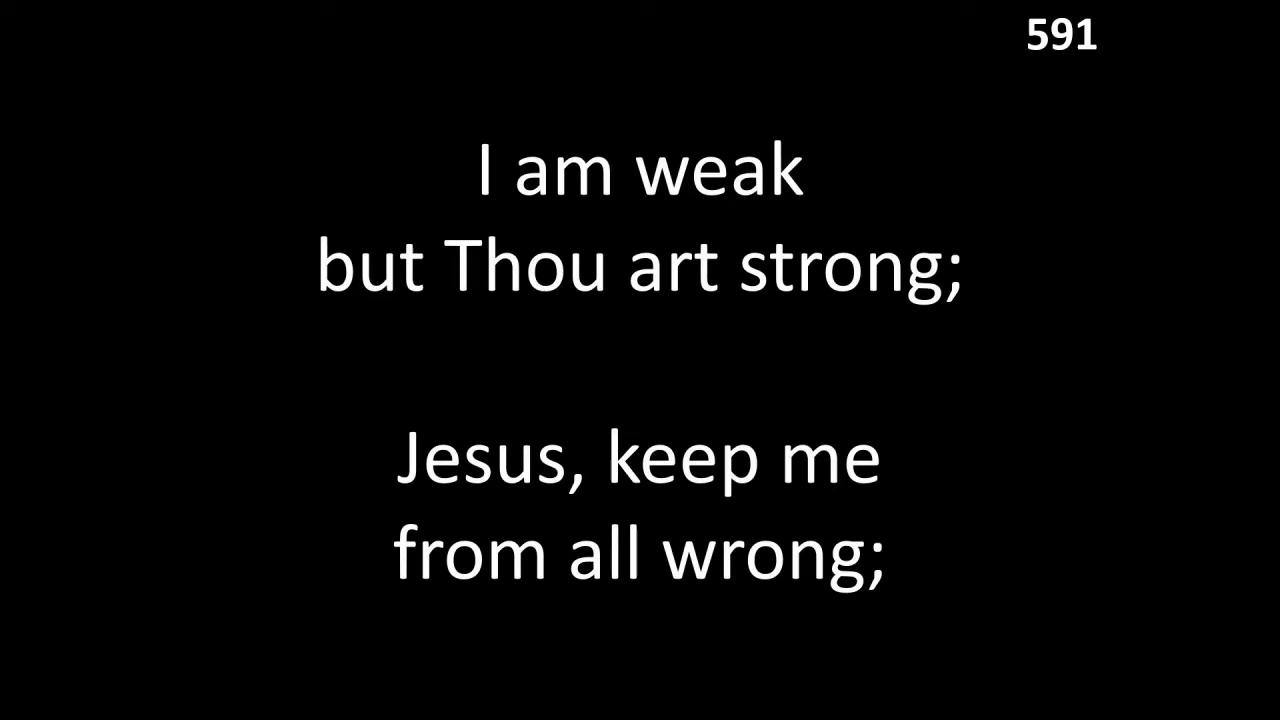 591
I am weak
but Thou art strong;
Jesus, keep me
from all wrong;